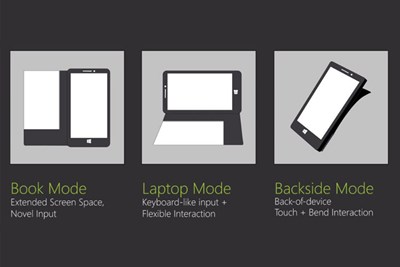 Book Mode
Extended Screen Space,
Novel Input
Laptop Mode
Keyboard-like input +
Flexible Interaction
Backside Mode
Back-of-device
Touch + Bend Interaction